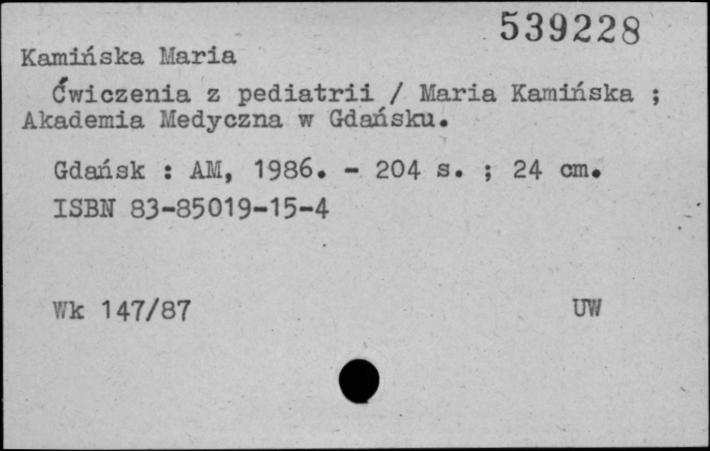 539228
Kamińska Maria
Ćwiczenia z pediatrii / Maria Kamińska ;
Akademia Medyczna w Gdańsku.
Gdańsk : AM, 1986. - 204 s. ; 24 cm.
ISBN 83-85019-15-4
Wk 147/87 UW